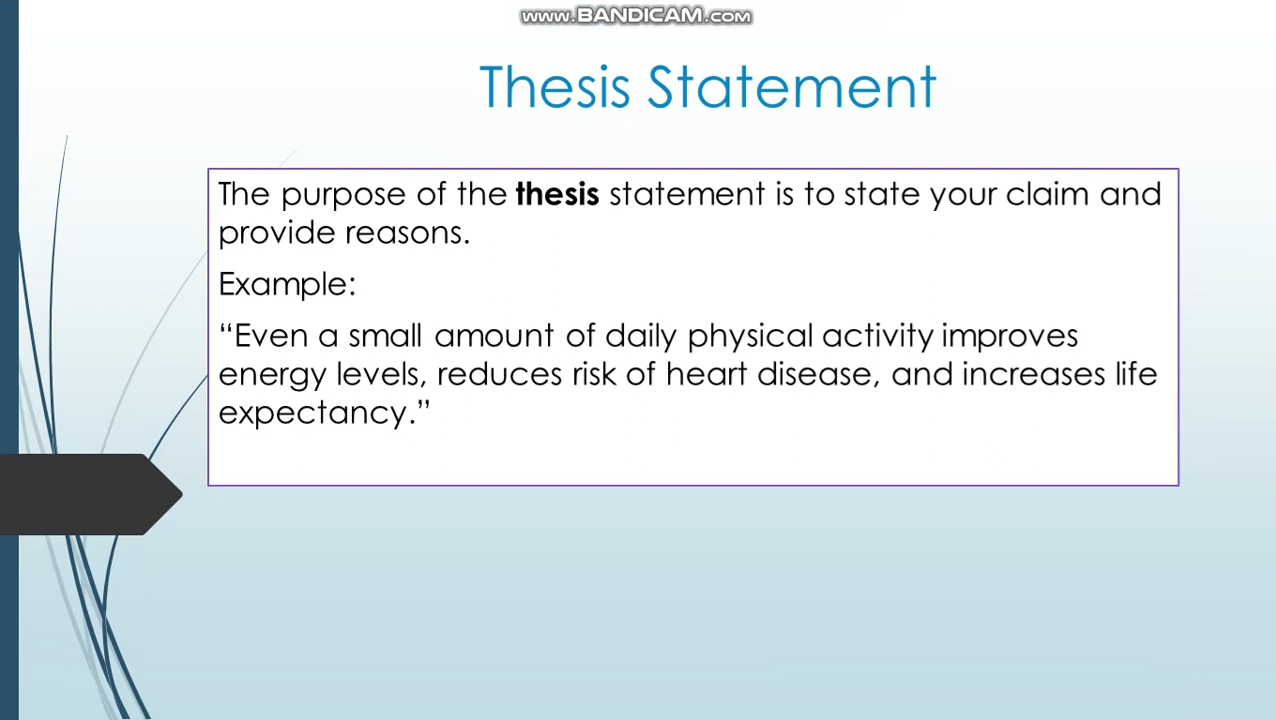 www.BANDICAM.com
Thesis Statement
The purpose of the thesis statement is to state your claim and
provide reasons.
Example:
“Even a small amount of daily physical activity improves
energy levels, reduces risk of heart disease, and increases life
expectancy.”